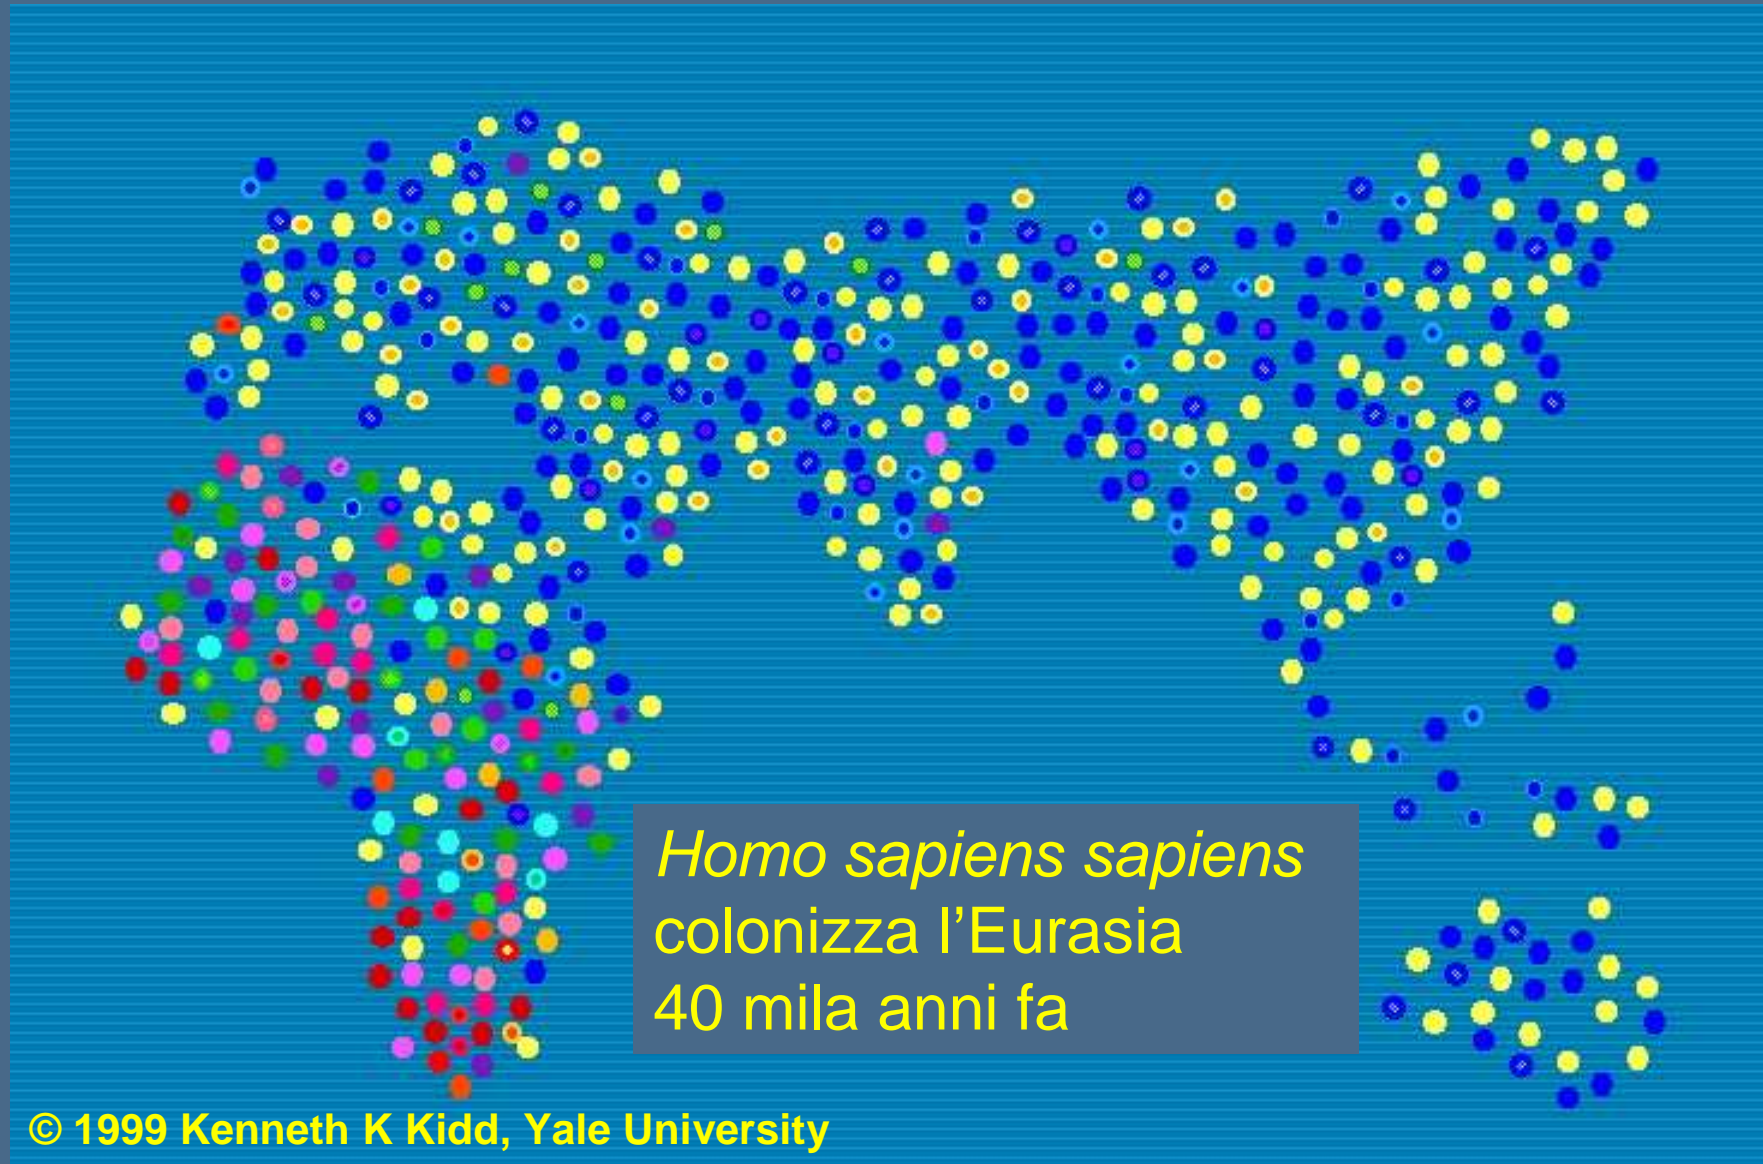 Homo sapiens sapiens
colonizza l’Eurasia
40 mila anni fa
© 1999 Kenneth K Kidd, Yale University